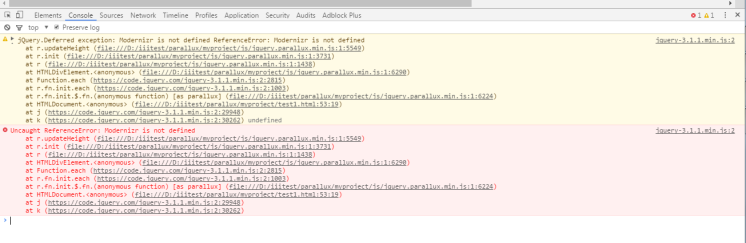 Elements Console Sources Network Timeline Profiles Application Security Audits Adblock Plus 1 1
top Preserve log
jQuery.Deferred exception: Modernizr is not defined ReferenceError: Modernizr is not defined jquery-3.1.1.min.js:2
at r.updateHeight (file:///D:/iiitest/parallux/myproject/js/jquery.parallux.min.js:1:5549)
at r.init (file:///D:/iiitest/parallux/myproject/js/jquery.parallux.min.js:1:3731)
at r (file:///D:/iiitest/parallux/myproject/js/jquery.parallux.min.js:1:1438)
at HTMLDivElement.<anonymous> (file:///D:/iiitest/parallux/myproject/js/jquery.parallux.min.js:1:6290)
at Function.each (https://code.jquery.com/jquery-3.1.1.min.js:2:2815)
at r.fn.init.each (https://code.jquery.com/jquery-3.1.1.min.js:2:1003)
at r.fn.init.$.fn.(anonymous function) [as parallux] (file:///D:/iiitest/parallux/myproject/js/jquery.parallux.min.js:1:6224)
at HTMLDocument.<anonymous> (file:///D:/iiitest/parallux/myproject/test1.html:53:19)
at j (https://code.jquery.com/jquery-3.1.1.min.js:2:29948)
at k (https://code.jquery.com/jquery-3.1.1.min.js:2:30262) undefined
Uncaught ReferenceError: Modernizr is not defined jquery-3.1.1.min.js:2
at r.updateHeight (file:///D:/iiitest/parallux/myproject/js/jquery.parallux.min.js:1:5549)
at r.init (file:///D:/iiitest/parallux/myproject/js/jquery.parallux.min.js:1:3731)
at r (file:///D:/iiitest/parallux/myproject/js/jquery.parallux.min.js:1:1438)
at HTMLDivElement.<anonymous> (file:///D:/iiitest/parallux/myproject/js/jquery.parallux.min.js:1:6290)
at Function.each (https://code.jquery.com/jquery-3.1.1.min.js:2:2815)
at r.fn.init.each (https://code.jquery.com/jquery-3.1.1.min.js:2:1003)
at r.fn.init.$.fn.(anonymous function) [as parallux] (file:///D:/iiitest/parallux/myproject/js/jquery.parallux.min.js:1:6224)
at HTMLDocument.<anonymous> (file:///D:/iiitest/parallux/myproject/test1.html:53:19)
at j (https://code.jquery.com/jquery-3.1.1.min.js:2:29948)
at k (https://code.jquery.com/jquery-3.1.1.min.js:2:30262)